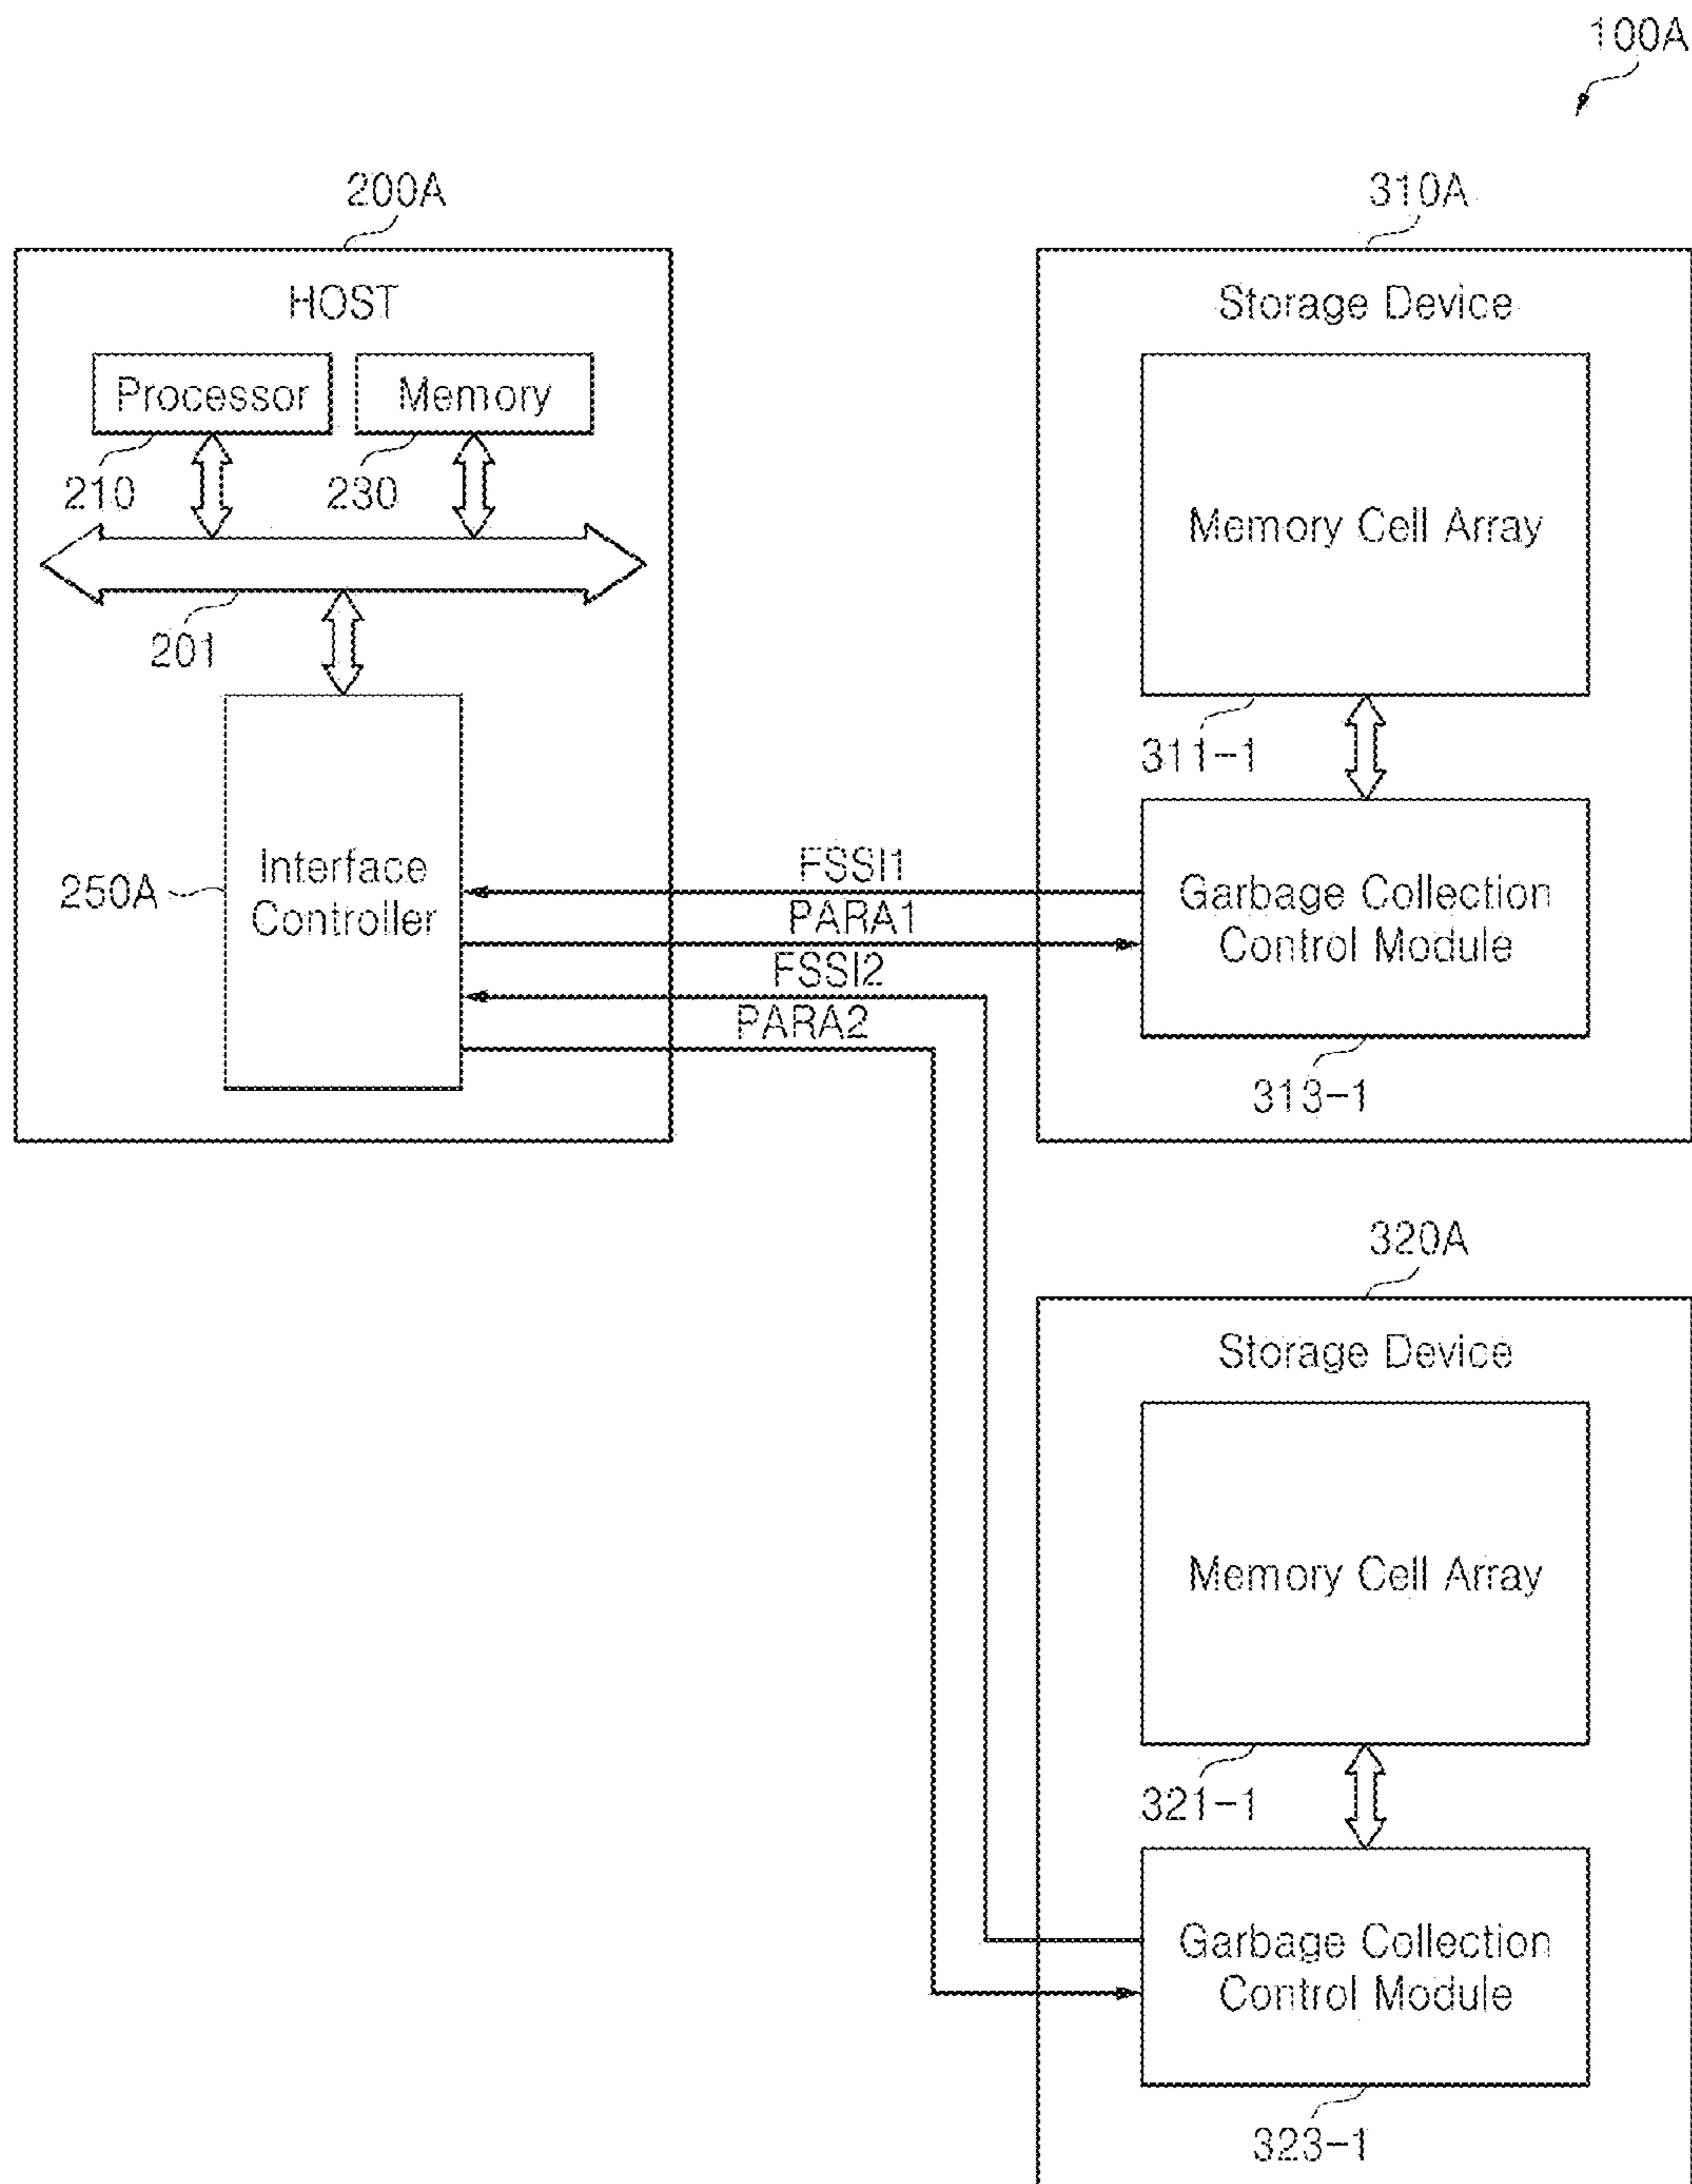 100A
200A
310A
HOST
Storage Device
Processor
Memory
210
230
Memory Cell Array
201
311-1
250A
Interface
Controller
FSSI1
PARA1
FSSI2
PARA2
Garbage Collection
Control Module
313-1
320A
Storage Device
Memory Cell Array
321-1
Garbage Collection
Control Module
323-1